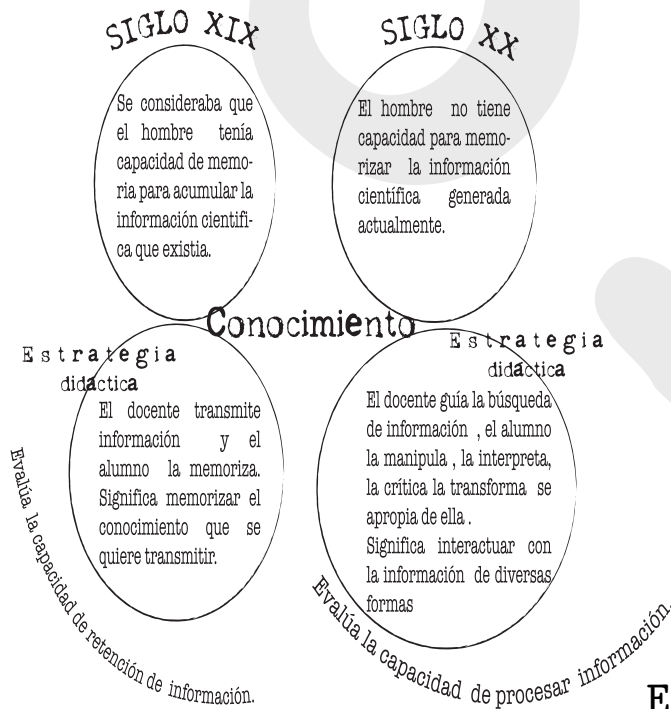 SIGLO XIX
Se consideraba que
el hombre tenía
capacidad de memo-
ria para acumular la
información cientifi-
ca que existia.
SIGLO XX
El hombre no tiene
capacidad para memo-
rizar la información
científica generada
actualmente.
Conocimiento
Estrategia
didáctica
El docente transmite
información y el
alumno la memoriza.
Significa memorizar el
conocimiento que se
quiere transmitir.
Evalúa la capacidad de retención de información.
Estrategia
didáctica
El docente guía la búsqueda
de información , el alumno
la manipula , la interpreta,
la crítica la transforma se
apropia de ella .
Significa interactuar con
la información de diversas
formas
Evalúa la capacidad de procesar información.
E